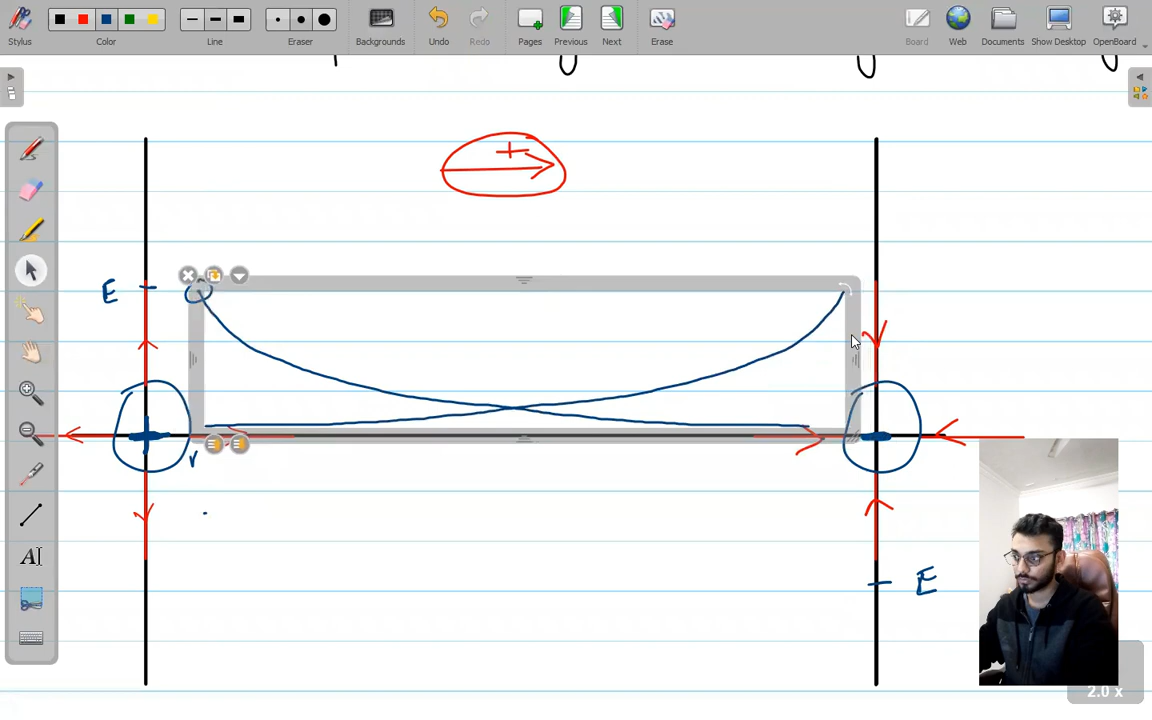 Stylus
Color
Line
Eraser
Backgrounds
Undo
Redo
Pages
Previous
Next
Erase
Board
Web
Documents
Show Desktop
OpenBoard
+
E
+
r
-
E
AI
2.0 x